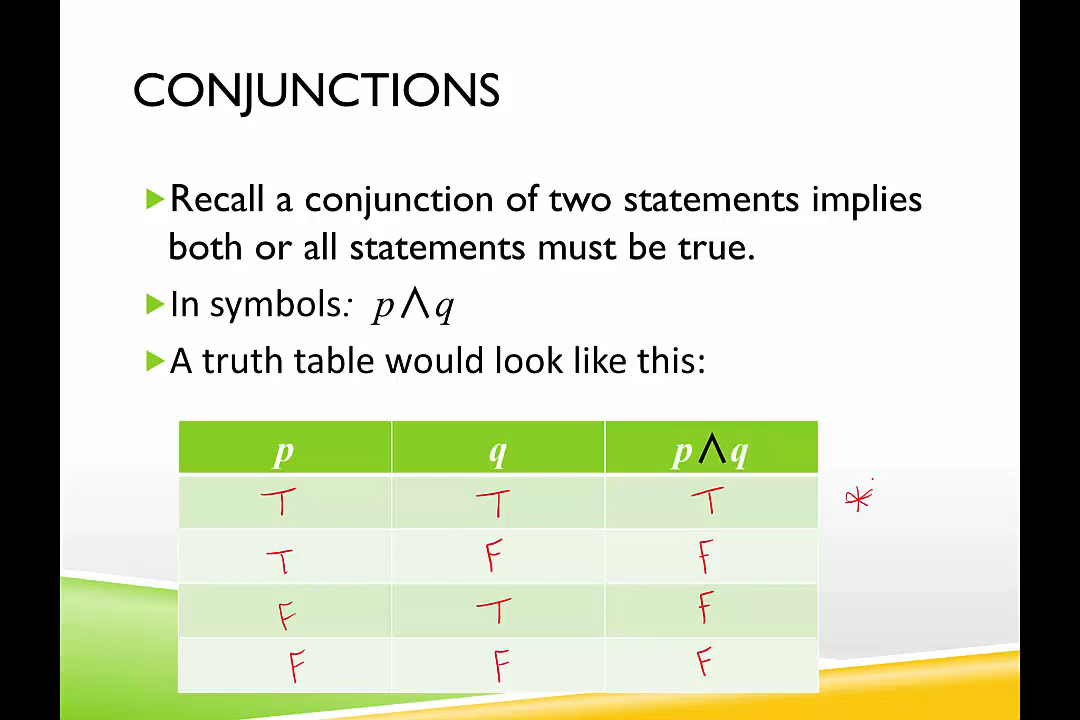 CONJUNCTIONS
Recall a conjunction of two statements implies
both or all statements must be true.
In symbols: p ∧ q
A truth table would look like this:
p q p ∧ q
T T T *
T F F
F T F
F F F